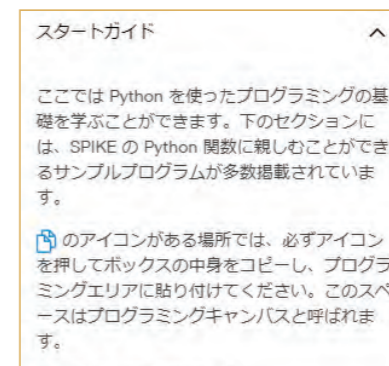 スタートガイド
ここでは Python を使ったプログラミングの基
礎を学ぶことができます。下のセクションに
は、SPIKE の Python 関数に親しむことができ
るサンプルプログラムが多数掲載されていま
す。
のアイコンがある場所では、必ずアイコン
を押してボックスの中身をコピーし、プログラ
ミングエリアに貼り付けてください。このスペ
ースはプログラミングキャンバスと呼ばれま
す。